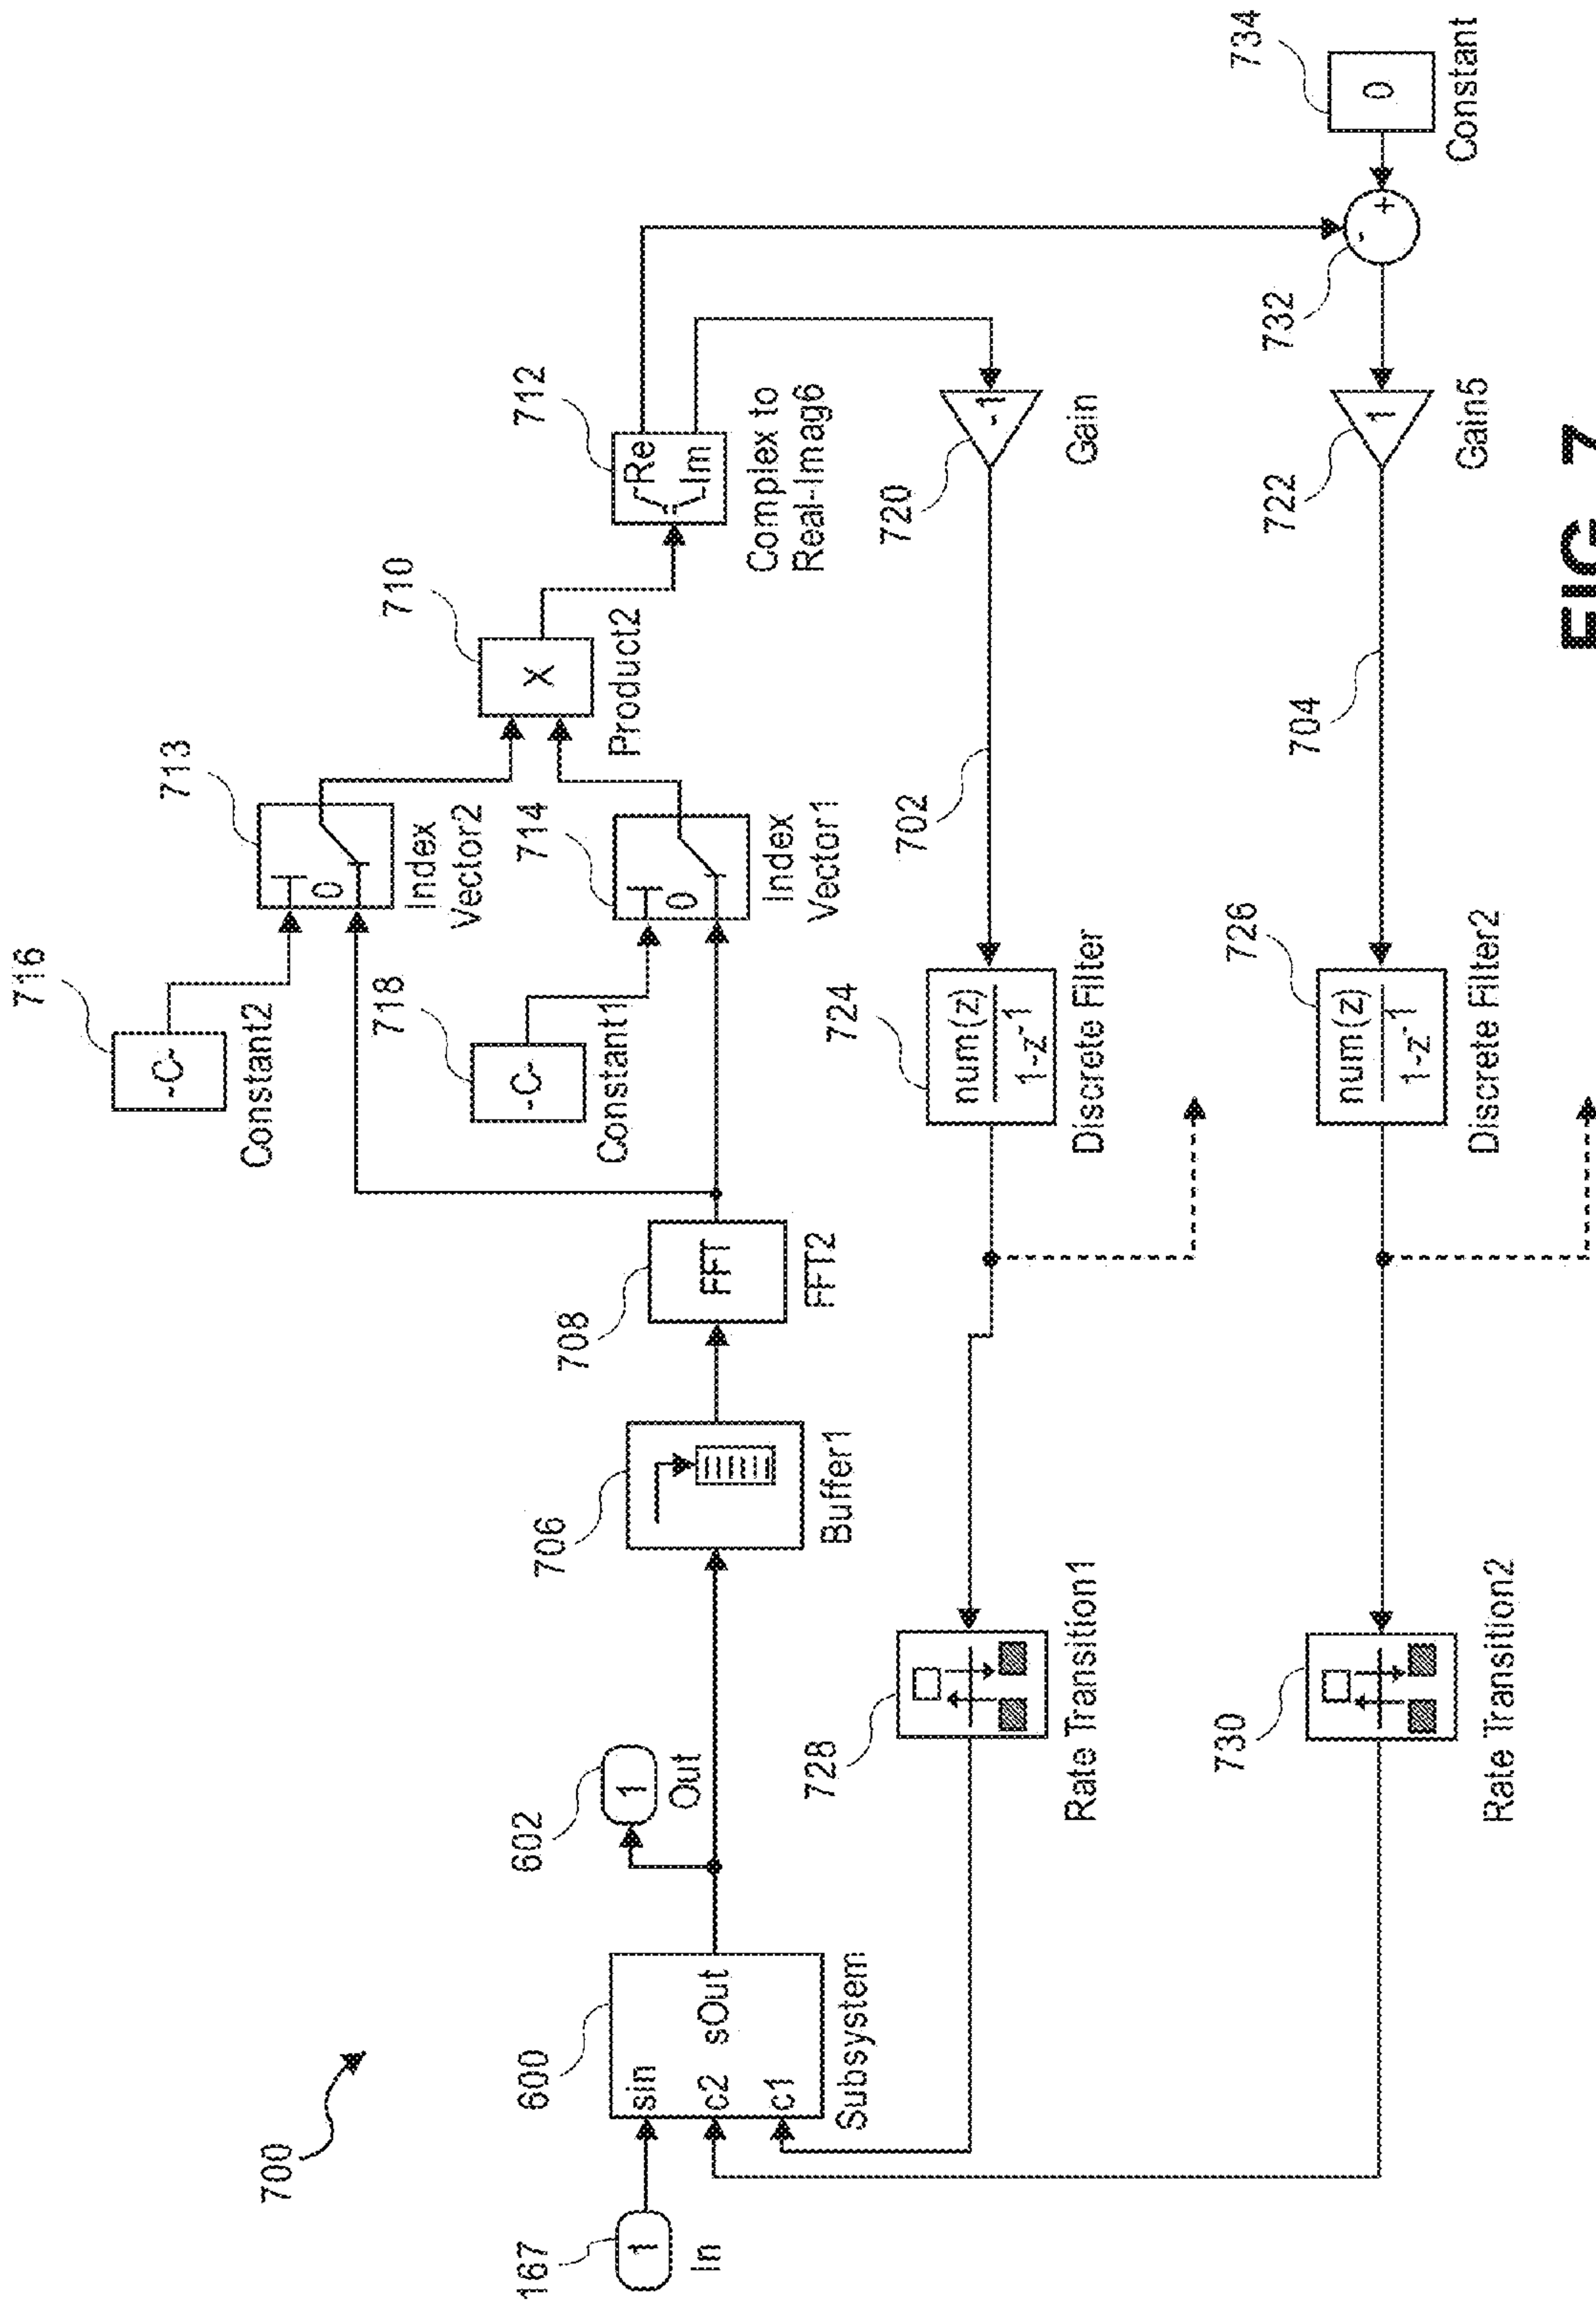 700
167
1
In
600
sin
c2
c1
sOut
Subsystem
602
1
Out
706
Buffer1
708
FFT
FFT2
716
-C-
Constant2
718
-C-
Constant1
713
0
Index
Vector2
714
0
Index
Vector1
710
X
Product2
712
Re
Im
Complex to
Real-Imag6
720
-1
Gain
702
724
num(z)
1-z-1
Discrete Filter
728
Rate Transition1
734
0
Constant
732
-
+
722
1
Gain5
704
726
num(z)
1-z-1
Discrete Filter2
730
Rate Transition2
FIG. 7